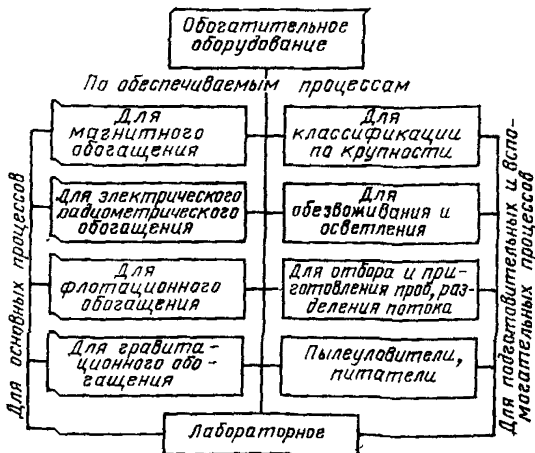 Обогатительное
оборудование
По обеспечиваемым процессам
Для
магнитного
обогащения
Для
классификации
по крупности
Для электрического
радиометрического
обогащения
Для
обезвоживания и
осветления
Для
флотационного
обогащения
Для отбора и при-
готовления проб, раз-
деления потока
Для гравита-
ционного обо-
гащения
Пылеуловители,
питатели
Лабораторное
Для основных процессов
Для подготовительных и вспо-
могательных процессов